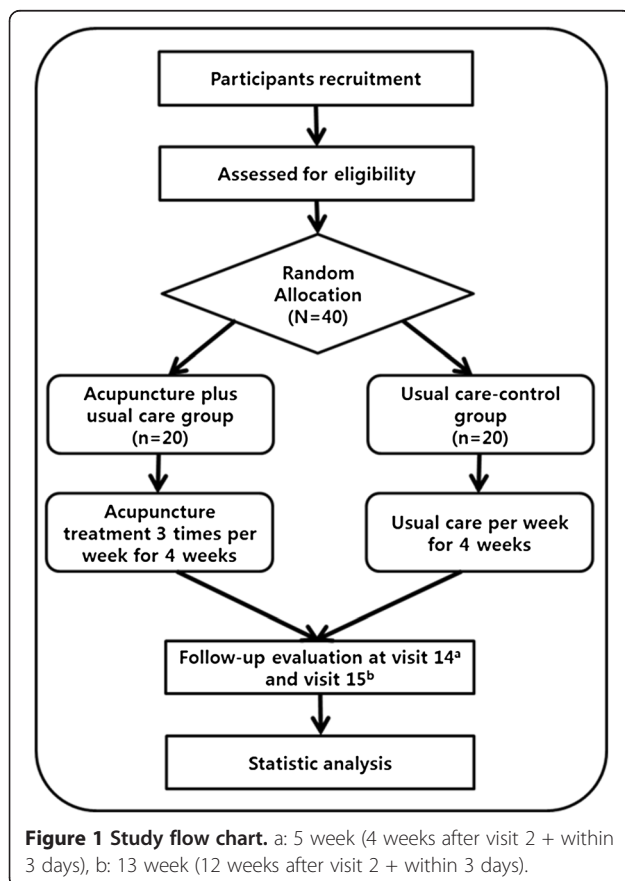 Participants recruitment
Assessed for eligibility
Random
Allocation
(N=40)
Acupuncture plus
usual care group
(n=20)
Usual care-control
group
(n=20)
Acupuncture
treatment 3 times per
week for 4 weeks
Usual care per week
for 4 weeks
Follow-up evaluation at visit 14ᵃ
and visit 15ᵇ
Statistic analysis
Figure 1 Study flow chart. a: 5 week (4 weeks after visit 2 + within
3 days), b: 13 week (12 weeks after visit 2 + within 3 days).